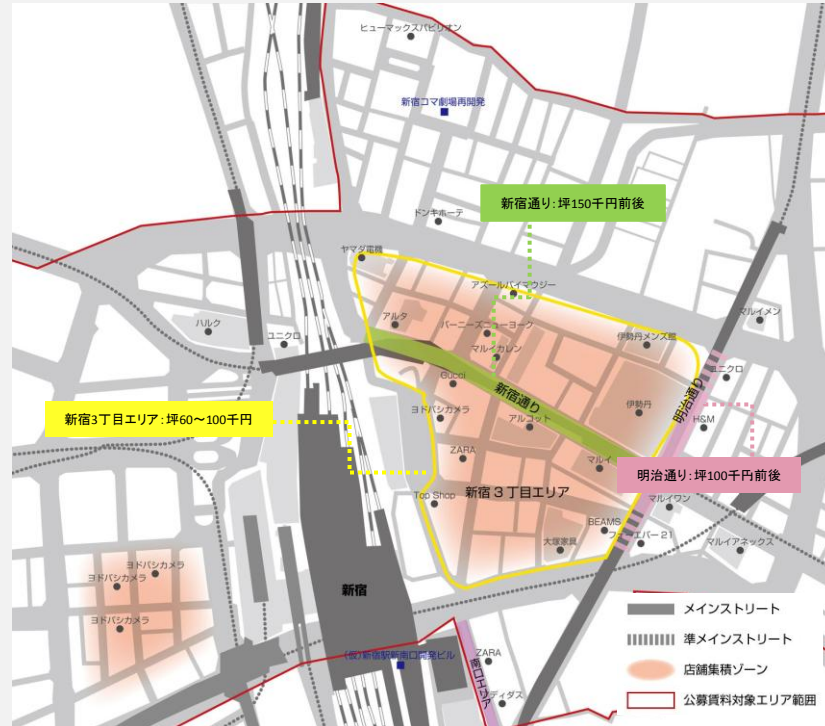 ヒューマックスパビリオン
新宿コマ劇場再開発
新宿通り：坪150千円前後
ドンキホーテ
ヤマダ電機
アズールバイマウジー
アルタ
バーニーズニューヨーク
マルイカレン
伊勢丹メンズ館
マルイメン
ハルク
ユニクロ
ユニクロ
Gucci
新宿通り
明治通り
伊勢丹
H&M
新宿3丁目エリア：坪60～100千円
ヨドバシカメラ
アルコット
ZARA
マルイ
明治通り：坪100千円前後
Top Shop
新宿３丁目エリア
マルイワン
BEAMS
フォーエバー21
大塚家具
マルイアネックス
ヨドバシカメラ
ヨドバシカメラ
ヨドバシカメラ
新宿
メインストリート
準メインストリート
店舗集積ゾーン
公募賃料対象エリア範囲
(仮)新宿駅新南口開発ビル
ZARA
南口エリア